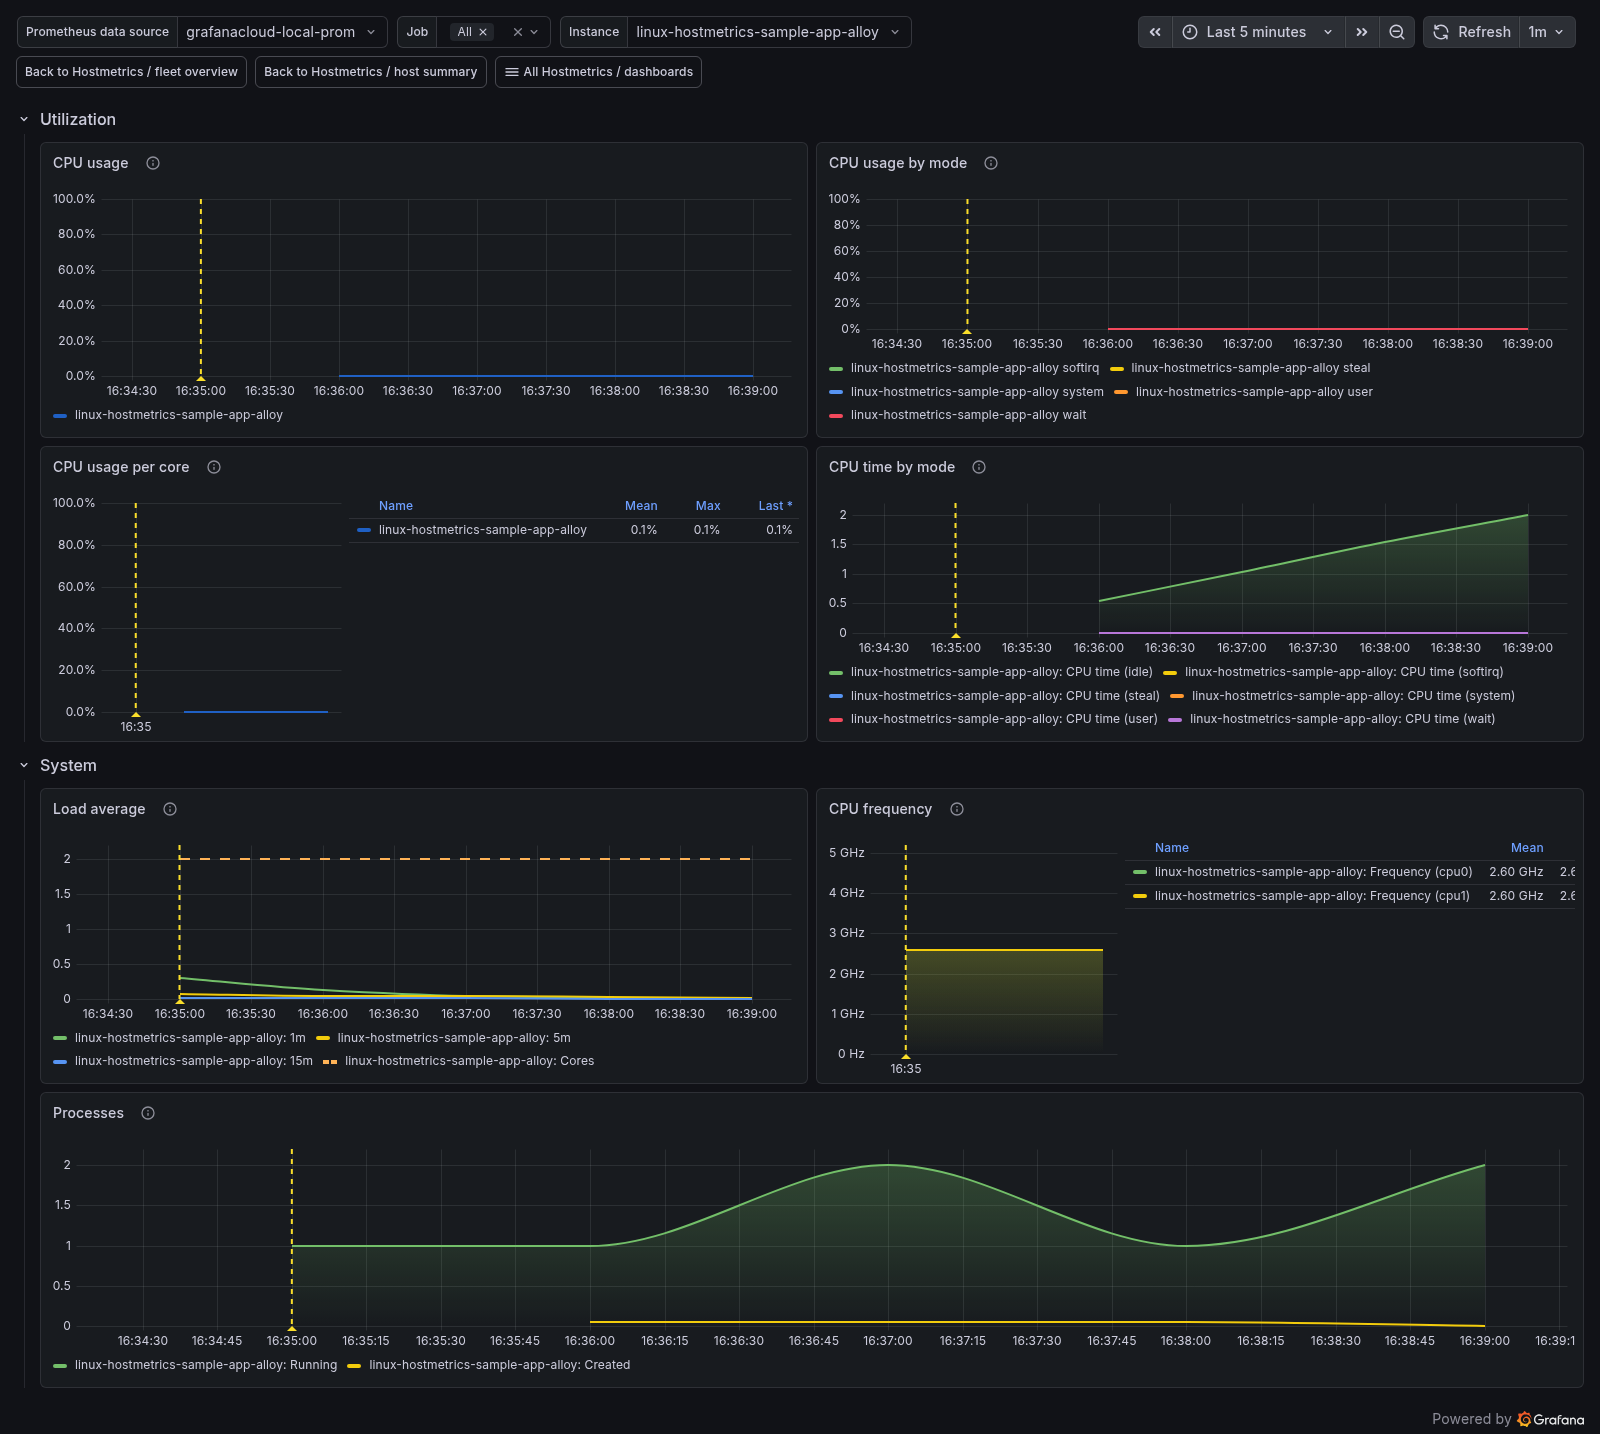 Prometheus data source grafanacloud-local-prom Job All Instance linux-hostmetrics-sample-app-alloy Last 5 minutes Refresh 1m
Back to Hostmetrics / fleet overview Back to Hostmetrics / host summary All Hostmetrics / dashboards
Utilization
CPU usage
100.0%
80.0%
60.0%
40.0%
20.0%
0.0%
16:34:30 16:35:00 16:35:30 16:36:00 16:36:30 16:37:00 16:37:30 16:38:00 16:38:30 16:39:00
linux-hostmetrics-sample-app-alloy
CPU usage by mode
100%
80%
60%
40%
20%
0%
16:34:30 16:35:00 16:35:30 16:36:00 16:36:30 16:37:00 16:37:30 16:38:00 16:38:30 16:39:00
linux-hostmetrics-sample-app-alloy softirq linux-hostmetrics-sample-app-alloy steal
linux-hostmetrics-sample-app-alloy system linux-hostmetrics-sample-app-alloy user
linux-hostmetrics-sample-app-alloy wait
CPU usage per core
100.0%
80.0%
60.0%
40.0%
20.0%
0.0%
16:35
Name Mean Max Last *
linux-hostmetrics-sample-app-alloy 0.1% 0.1% 0.1%
CPU time by mode
2
1.5
1
0.5
0
16:34:30 16:35:00 16:35:30 16:36:00 16:36:30 16:37:00 16:37:30 16:38:00 16:38:30 16:39:00
linux-hostmetrics-sample-app-alloy: CPU time (idle) linux-hostmetrics-sample-app-alloy: CPU time (softirq)
linux-hostmetrics-sample-app-alloy: CPU time (steal) linux-hostmetrics-sample-app-alloy: CPU time (system)
linux-hostmetrics-sample-app-alloy: CPU time (user) linux-hostmetrics-sample-app-alloy: CPU time (wait)
System
Load average
2
1.5
1
0.5
0
16:34:30 16:35:00 16:35:30 16:36:00 16:36:30 16:37:00 16:37:30 16:38:00 16:38:30 16:39:00
linux-hostmetrics-sample-app-alloy: 1m linux-hostmetrics-sample-app-alloy: 5m
linux-hostmetrics-sample-app-alloy: 15m linux-hostmetrics-sample-app-alloy: Cores
CPU frequency
5 GHz
4 GHz
3 GHz
2 GHz
1 GHz
0 Hz
16:35
Name Mean
linux-hostmetrics-sample-app-alloy: Frequency (cpu0) 2.60 GHz 2.6
linux-hostmetrics-sample-app-alloy: Frequency (cpu1) 2.60 GHz 2.6
Processes
2
1.5
1
0.5
0
16:34:30 16:34:45 16:35:00 16:35:15 16:35:30 16:35:45 16:36:00 16:36:15 16:36:30 16:36:45 16:37:00 16:37:15 16:37:30 16:37:45 16:38:00 16:38:15 16:38:30 16:38:45 16:39:00 16:39:1
linux-hostmetrics-sample-app-alloy: Running linux-hostmetrics-sample-app-alloy: Created
Powered by Grafana